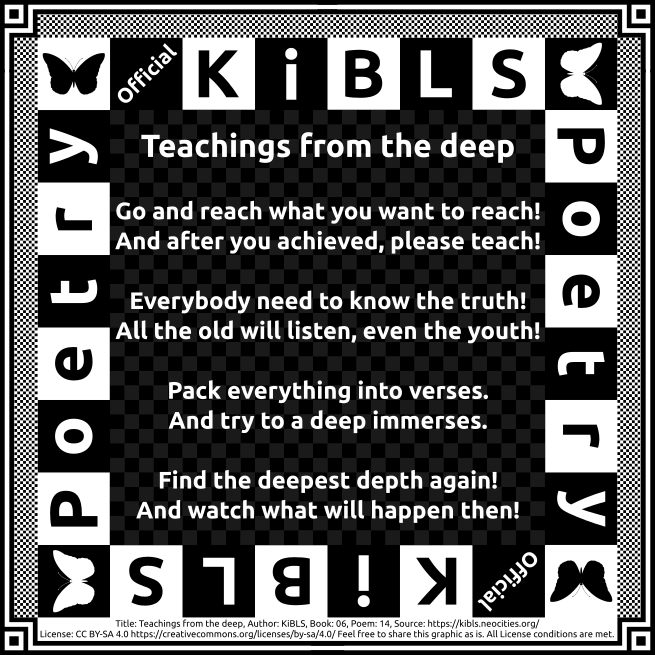 Official KiBLS
Poetry
Poetry
Teachings from the deep
Go and reach what you want to reach!
And after you achieved, please teach!
Everybody need to know the truth!
All the old will listen, even the youth!
Pack everything into verses.
And try to a deep immerses.
Find the deepest depth again!
And watch what will happen then!
Official KiBLS
Title: Teachings from the deep, Author: KiBLS, Book: 06, Poem: 14, Source: https://kibls.neocities.org/
License: CC BY-SA 4.0 https://creativecommons.org/licenses/by-sa/4.0/ Feel free to share this graphic as is. All License conditions are met.